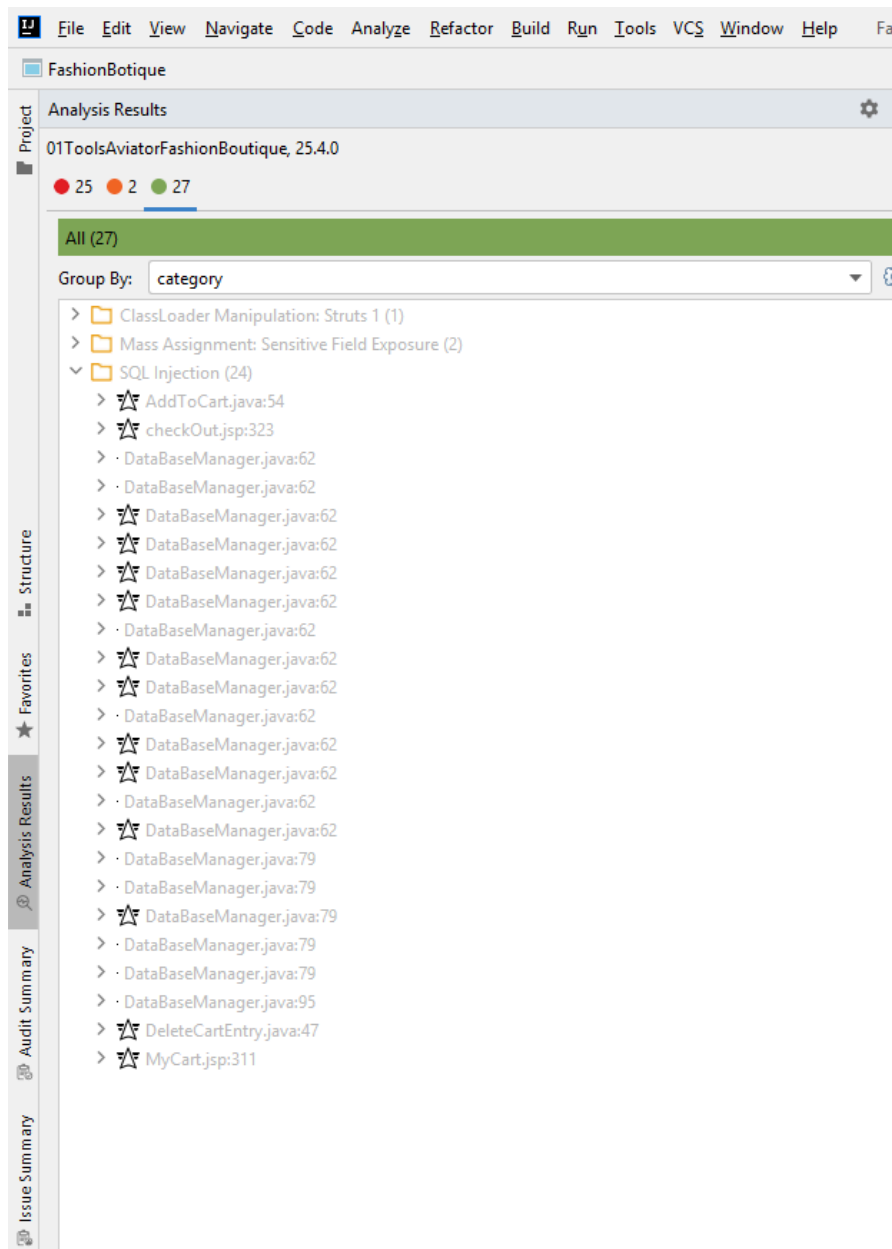 IJ File Edit View Navigate Code Analyze Refactor Build Run Tools VCS Window Help Fa
FashionBotique
Project
Analysis Results
01ToolsAviatorFashionBoutique, 25.4.0
25 2 27
All (27)
Group By: category
ClassLoader Manipulation: Struts 1 (1)
Mass Assignment: Sensitive Field Exposure (2)
SQL Injection (24)
AddToCart.java:54
checkOut.jsp:323
DataBaseManager.java:62
DataBaseManager.java:62
DataBaseManager.java:62
DataBaseManager.java:62
DataBaseManager.java:62
DataBaseManager.java:62
DataBaseManager.java:62
DataBaseManager.java:62
DataBaseManager.java:62
DataBaseManager.java:62
DataBaseManager.java:62
DataBaseManager.java:62
DataBaseManager.java:62
DataBaseManager.java:62
DataBaseManager.java:79
DataBaseManager.java:79
DataBaseManager.java:79
DataBaseManager.java:79
DataBaseManager.java:79
DataBaseManager.java:95
DeleteCartEntry.java:47
MyCart.jsp:311
Structure
Favorites
Analysis Results
Audit Summary
Issue Summary